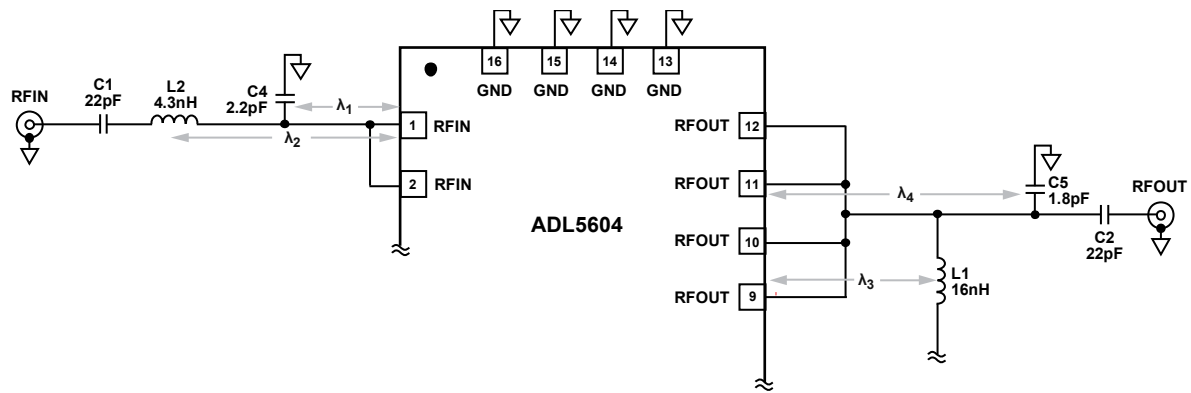 16
15
14
13
GND
GND
GND
GND
RFIN
C1
22pF
L2
4.3nH
C4
2.2pF
λ1
λ2
1
RFIN
2
RFIN
ADL5604
RFOUT
12
RFOUT
11
RFOUT
10
RFOUT
9
λ4
λ3
C5
1.8pF
RFOUT
C2
22pF
L1
16nH